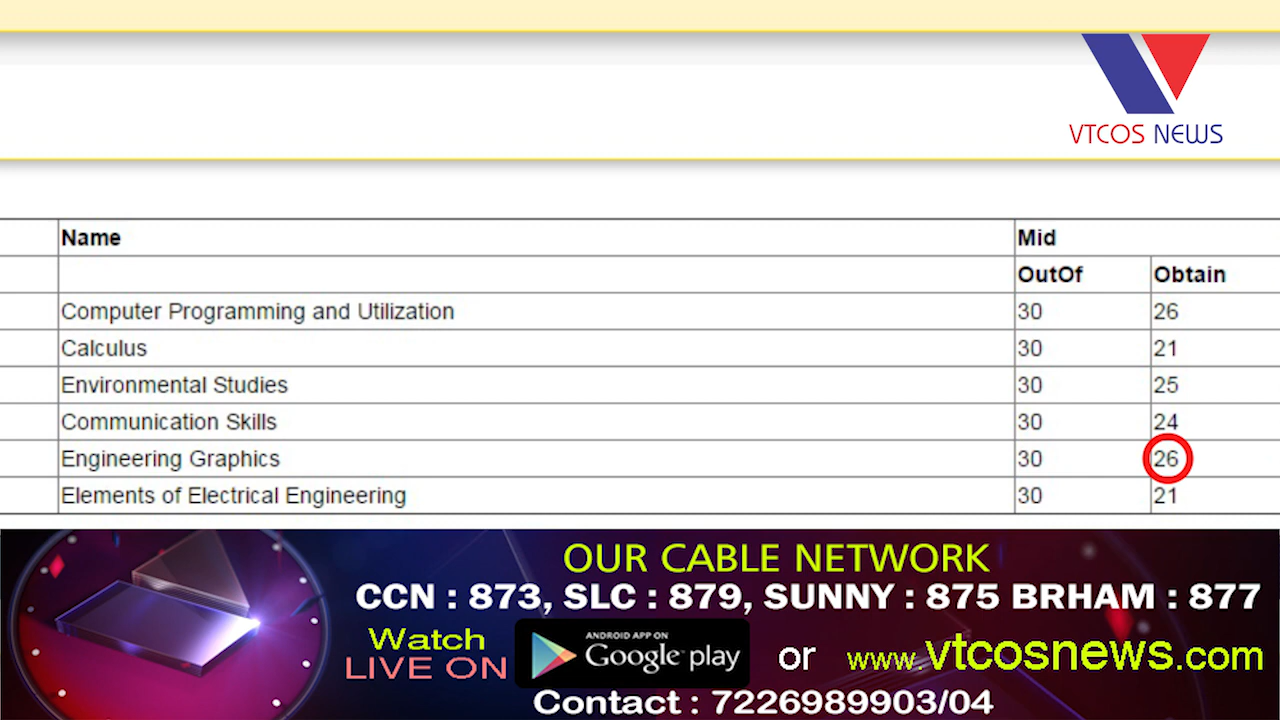 VTCOS NEWS
Name Mid
OutOf Obtain
Computer Programming and Utilization 30 26
Calculus 30 21
Environmental Studies 30 25
Communication Skills 30 24
Engineering Graphics 30 26
Elements of Electrical Engineering 30 21
OUR CABLE NETWORK
CCN : 873, SLC : 879, SUNNY : 875 BRHAM : 877
Watch
LIVE ON
ANDROID APP ON
Google play
or www.vtcosnews.com
Contact : 7226989903/04